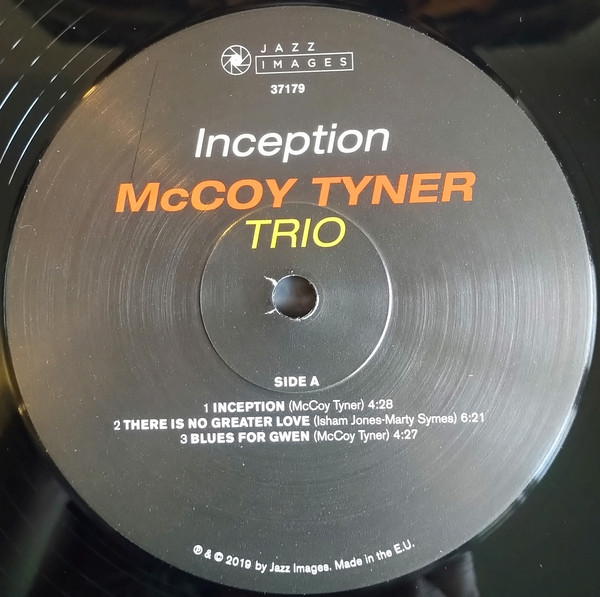 JAZZ
IMAGES
37179
Inception
McCOY TYNER
TRIO
SIDE A
1 INCEPTION (McCoy Tyner) 4:28
2 THERE IS NO GREATER LOVE (Isham Jones-Marty Symes) 6:21
3 BLUES FOR GWEN (McCoy Tyner) 4:27
℗ & © 2019 by Jazz Images. Made in the E.U.